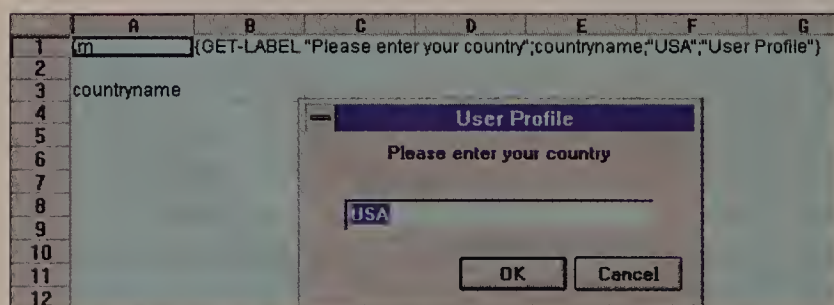 A B C D E F G
1 \m {GET-LABEL "Please enter your country";countryname;"USA";"User Profile"}
2
3 countryname
4 User Profile
5
6 Please enter your country
7
8 USA
9
10
11 OK Cancel
12